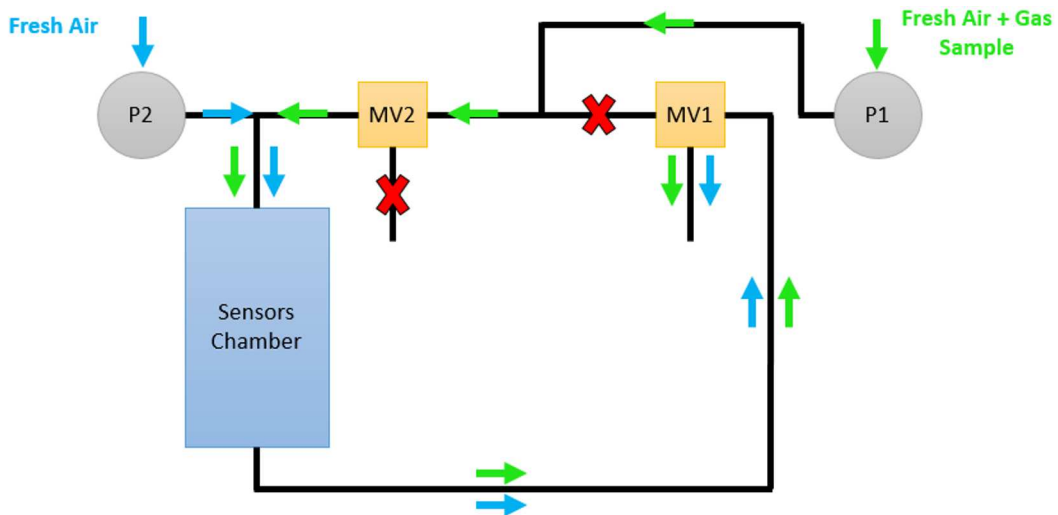 Fresh Air
Fresh Air + Gas
Sample
P2
MV2
MV1
P1
Sensors
Chamber